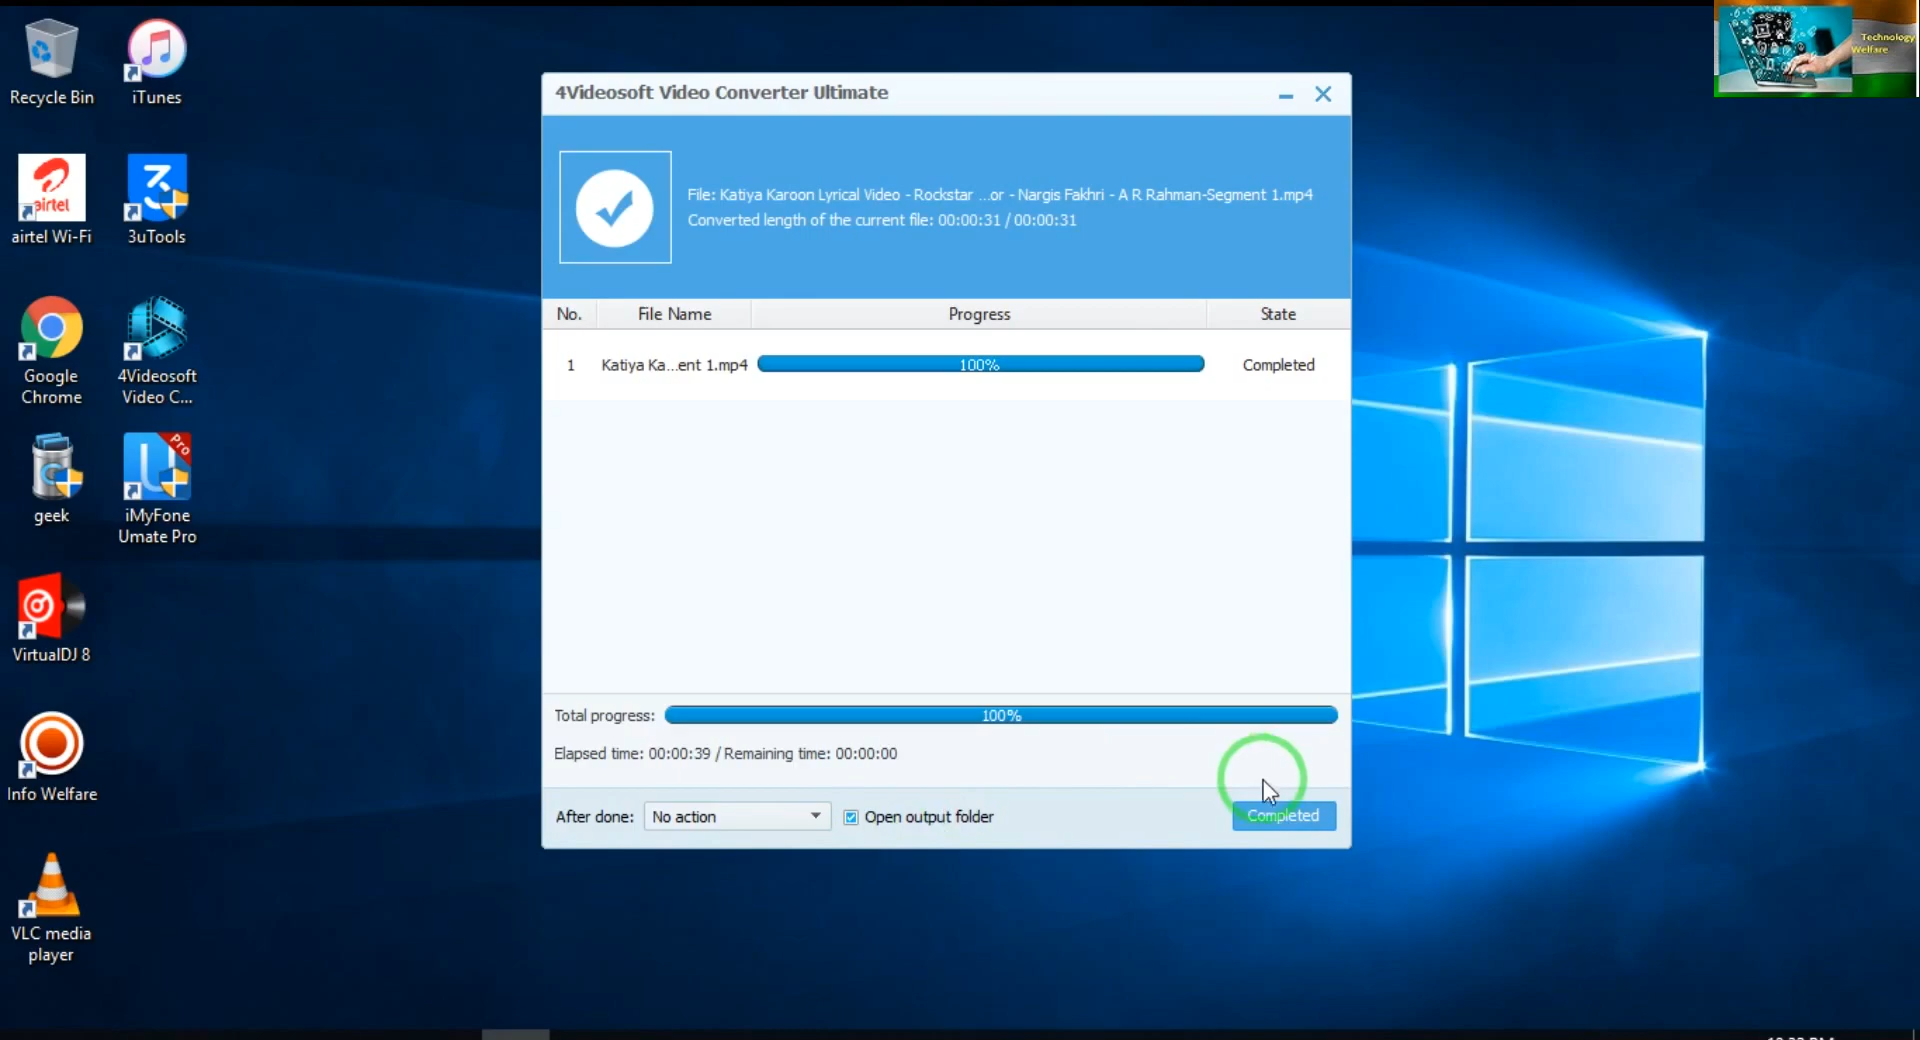 Recycle Bin
iTunes
airtel
airtel Wi-Fi
3uTools
Google
Chrome
4Videosoft
Video C...
geek
Pro
iMyFone
Umate Pro
VirtualDJ 8
Info Welfare
VLC media
player
Technology
Welfare
4Videosoft Video Converter Ultimate
File: Katiya Karoon Lyrical Video - Rockstar ...or - Nargis Fakhri - A R Rahman-Segment 1.mp4
Converted length of the current file: 00:00:31 / 00:00:31
No. File Name Progress State
1 Katiya Ka...ent 1.mp4 100% Completed
Total progress: 100%
Elapsed time: 00:00:39 / Remaining time: 00:00:00
After done: No action Open output folder Completed